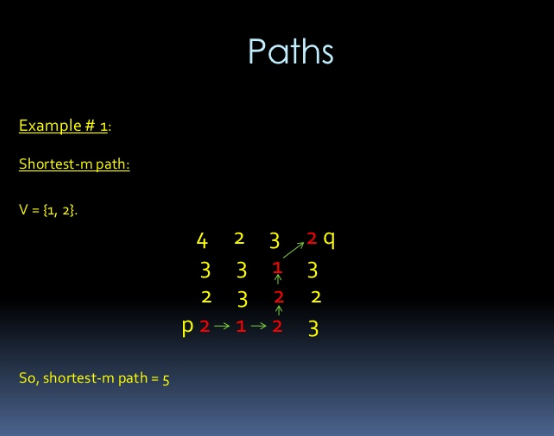 Paths
Example # 1:
Shortest-m path:
V = {1, 2}.
4 2 3 2 q
3 3 1 3
2 3 2 2
p 2 → 1 → 2 3
So, shortest-m path = 5